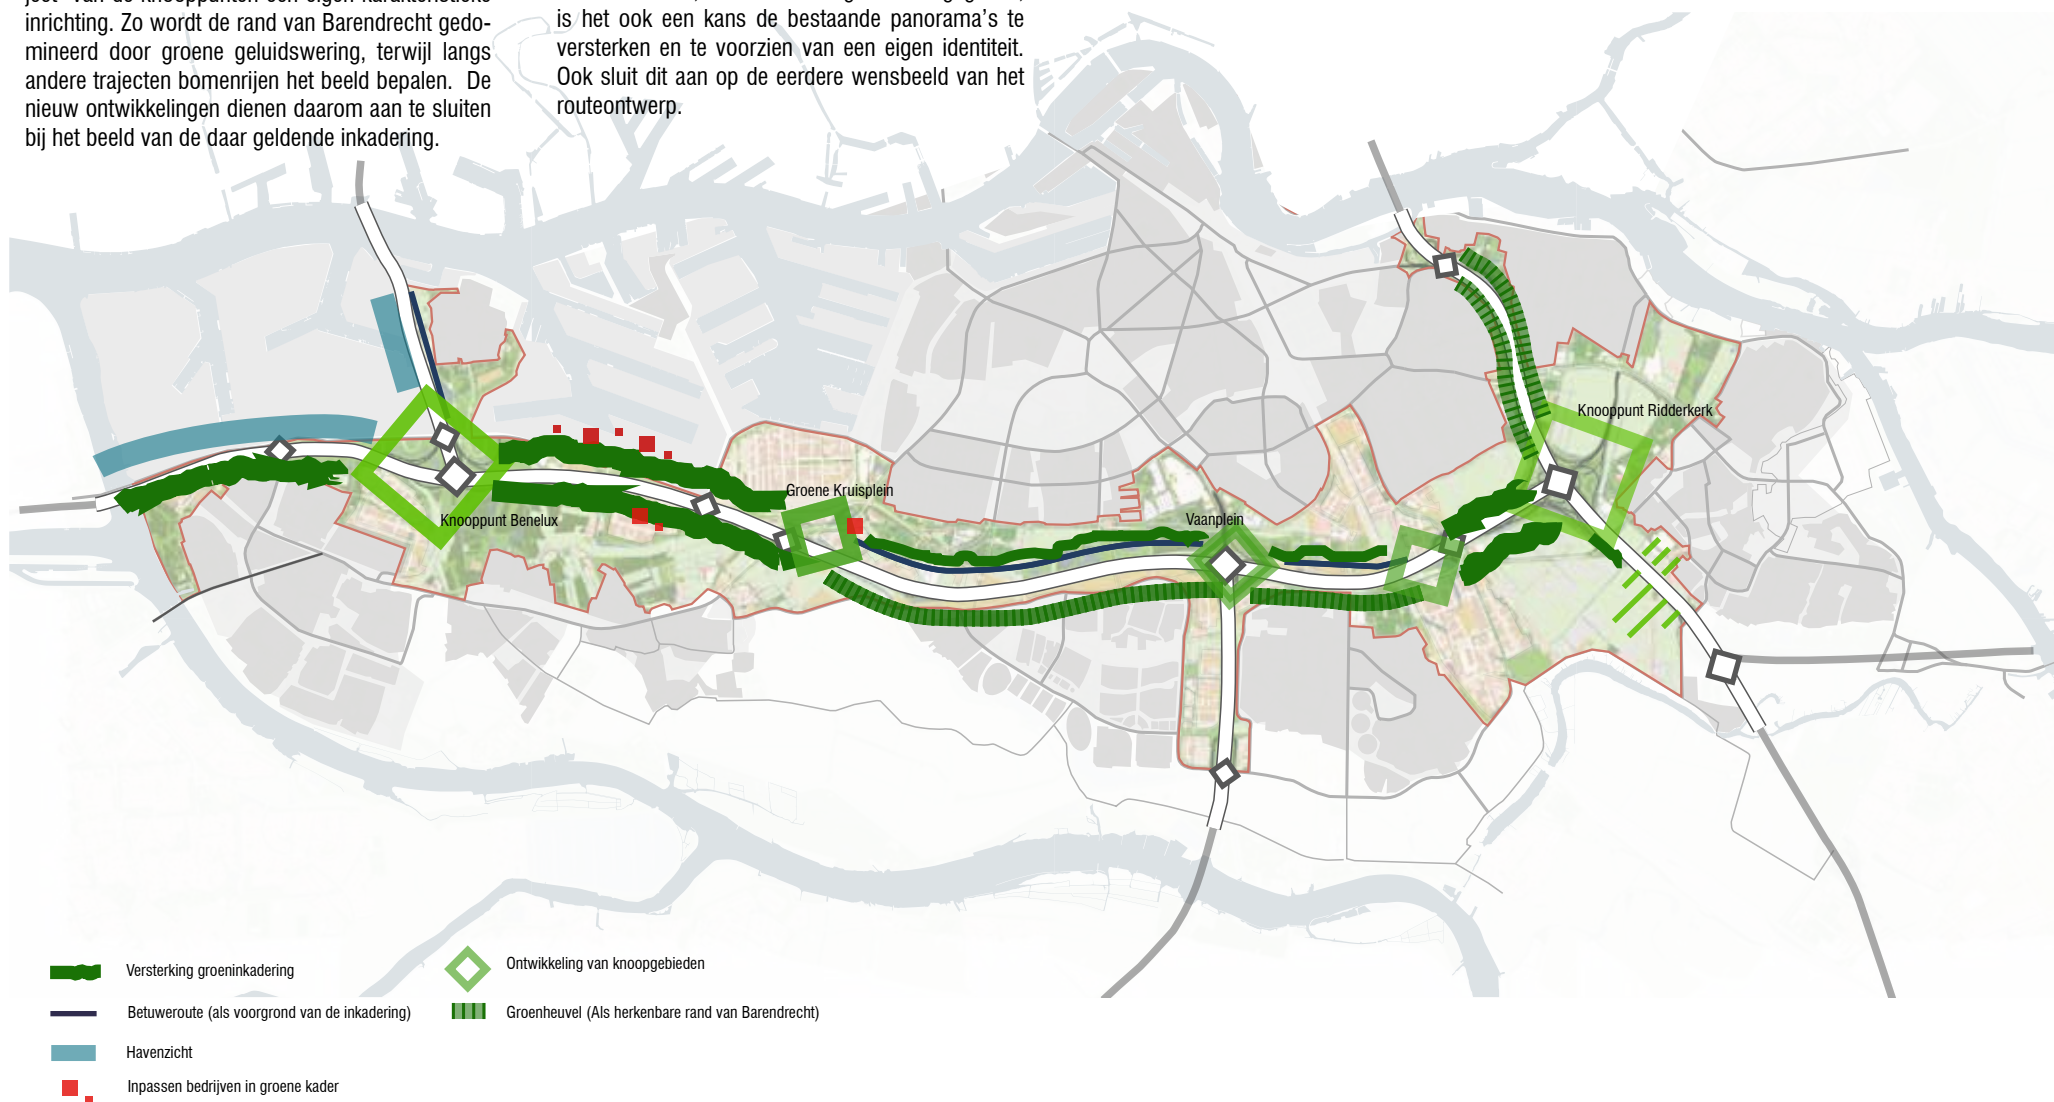 inrichting. Zo wordt de rand van Barendrecht gedo-
mineerd door groene geluidswering, terwijl langs
andere trajecten bomenrijen het beeld bepalen. De
nieuw ontwikkelingen dienen daarom aan te sluiten
bij het beeld van de daar geldende inkadering.
is het ook een kans de bestaande panorama's te
versterken en te voorzien van een eigen identiteit.
Ook sluit dit aan op de eerdere wensbeeld van het
routeontwerp.
Knooppunt Ridderkerk
Groene Kruisplein
Knooppunt Benelux
Vaanplein
Versterking groeninkadering
Betuweroute (als voorgrond van de inkadering)
Havenzicht
Inpassen bedrijven in groene kader
Ontwikkeling van knoopgebieden
Groenheuvel (Als herkenbare rand van Barendrecht)